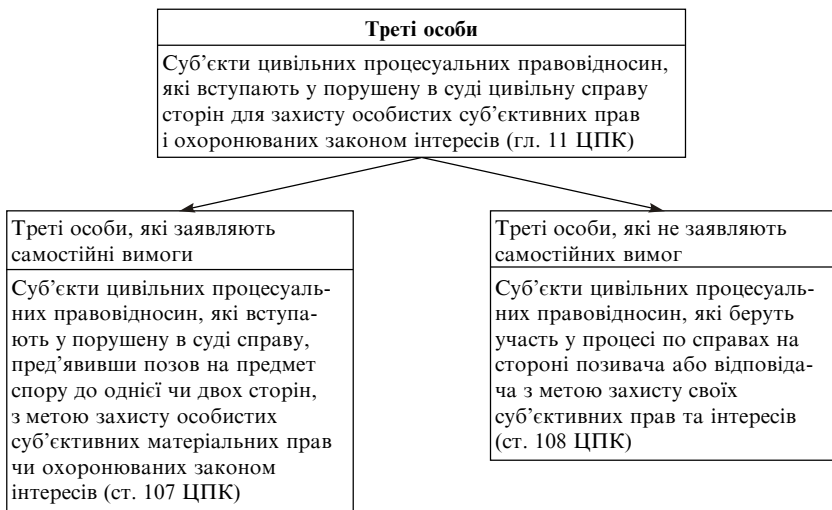 Треті особи
Суб’єкти цивільних процесуальних правовідносин,
які вступають у порушену в суді цивільну справу
сторін для захисту особистих суб’єктивних прав
і охоронюваних законом інтересів (гл. 11 ЦПК)
Треті особи, які заявляють
самостійні вимоги
Суб’єкти цивільних процесуаль-
них правовідносин, які вступа-
ють у порушену в суді справу,
пред’явивши позов на предмет
спору до однієї чи двох сторін,
з метою захисту особистих
суб’єктивних матеріальних прав
чи охоронюваних законом
інтересів (ст. 107 ЦПК)
Треті особи, які не заявляють
самостійних вимог
Суб’єкти цивільних процесуаль-
них правовідносин, які беруть
участь у процесі по справах на
стороні позивача або відповіда-
ча з метою захисту своїх
суб’єктивних прав та інтересів
(ст. 108 ЦПК)